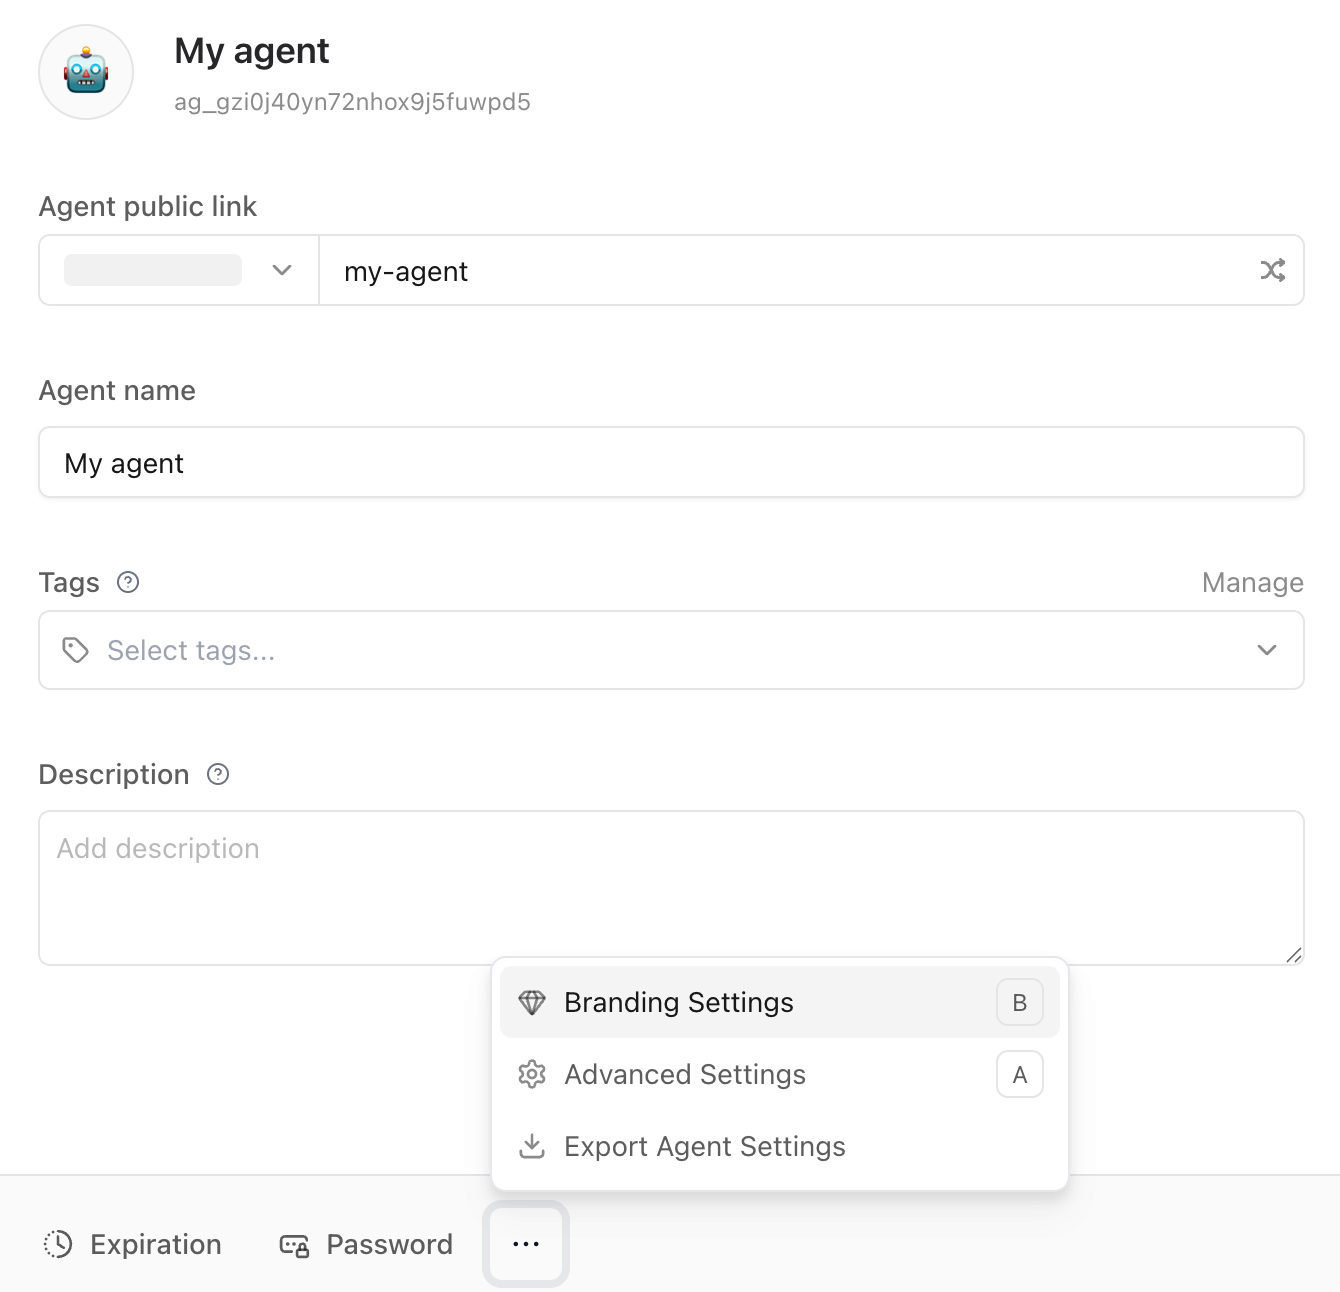 My agent
ag_gzi0j40yn72nhox9j5fuwpd5
Agent public link
my-agent
Agent name
My agent
Tags
Manage
Select tags...
Description
Add description
Branding Settings B
Advanced Settings A
Export Agent Settings
Expiration
Password